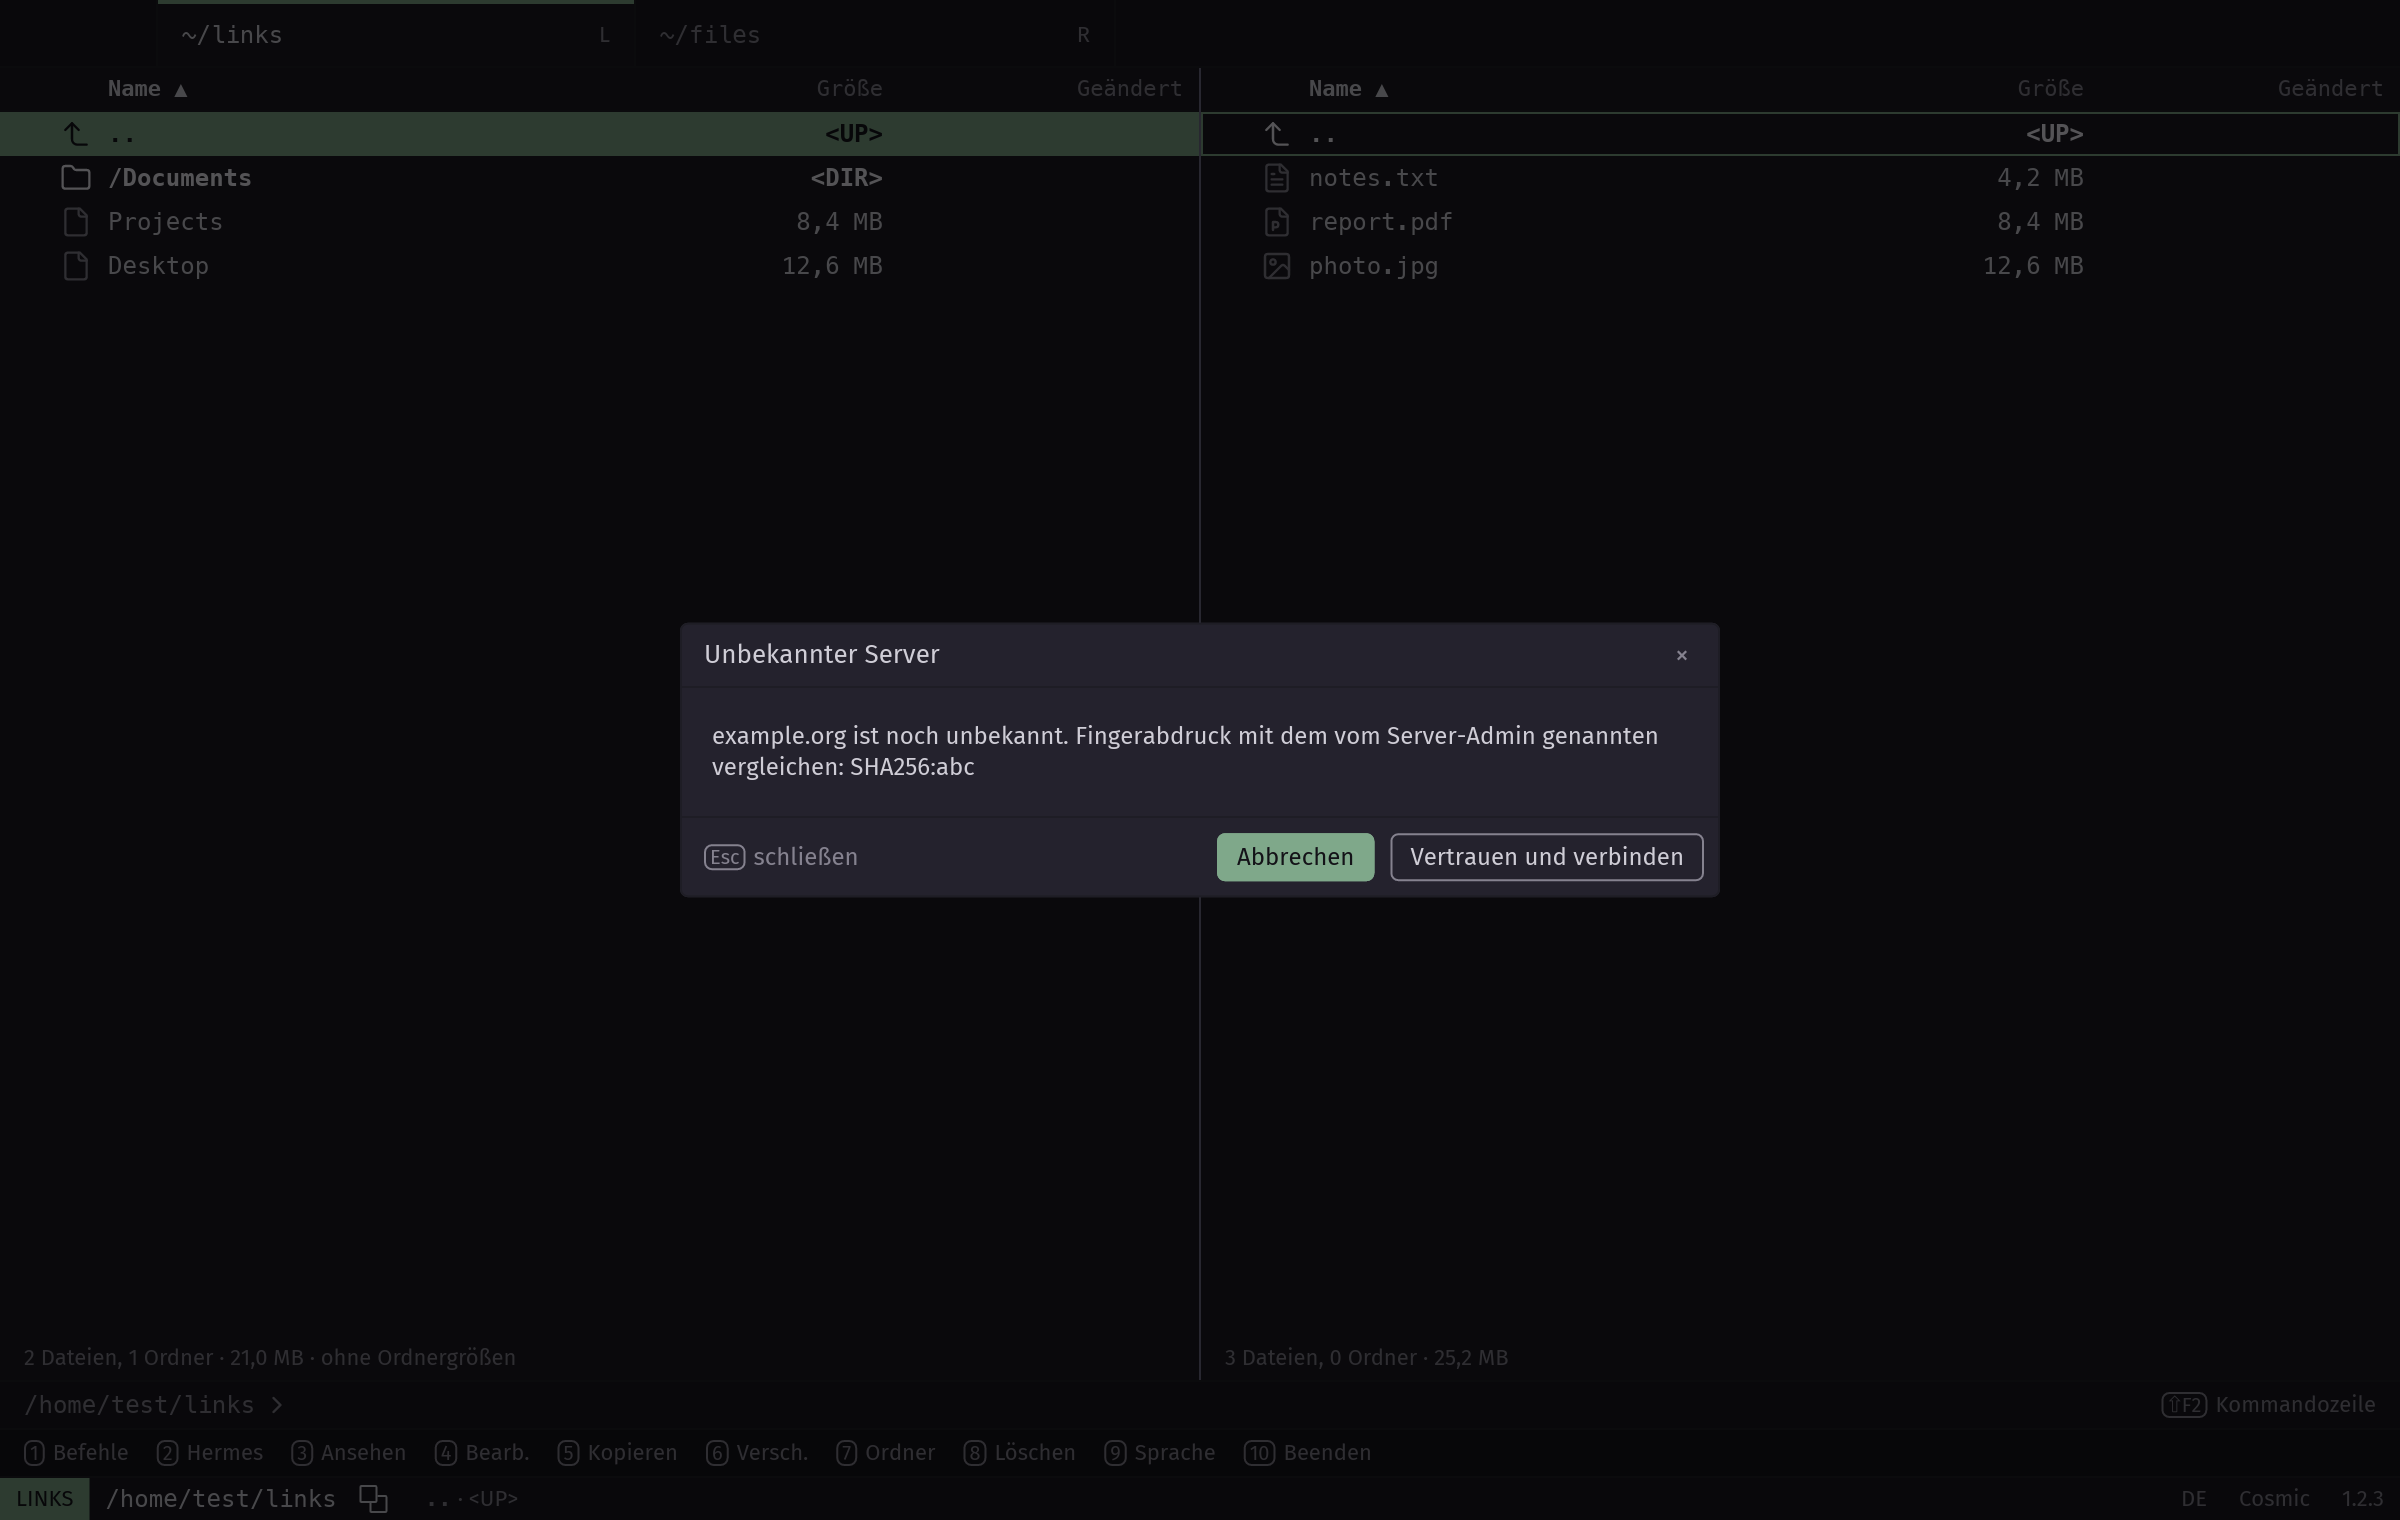 ~/links L ~/files R
Name ▲ Größe Geändert Name ▲ Größe Geändert
.. <UP> .. <UP>
/Documents <DIR> notes.txt 4,2 MB
Projects 8,4 MB report.pdf 8,4 MB
Desktop 12,6 MB photo.jpg 12,6 MB
Unbekannter Server ×
example.org ist noch unbekannt. Fingerabdruck mit dem vom Server-Admin genannten
vergleichen: SHA256:abc
Esc schließen Abbrechen Vertrauen und verbinden
2 Dateien, 1 Ordner · 21,0 MB · ohne Ordnergrößen 3 Dateien, 0 Ordner · 25,2 MB
/home/test/links > ⇧F2 Kommandozeile
1 Befehle 2 Hermes 3 Ansehen 4 Bearb. 5 Kopieren 6 Versch. 7 Ordner 8 Löschen 9 Sprache 10 Beenden
LINKS /home/test/links .. · <UP> DE Cosmic 1.2.3